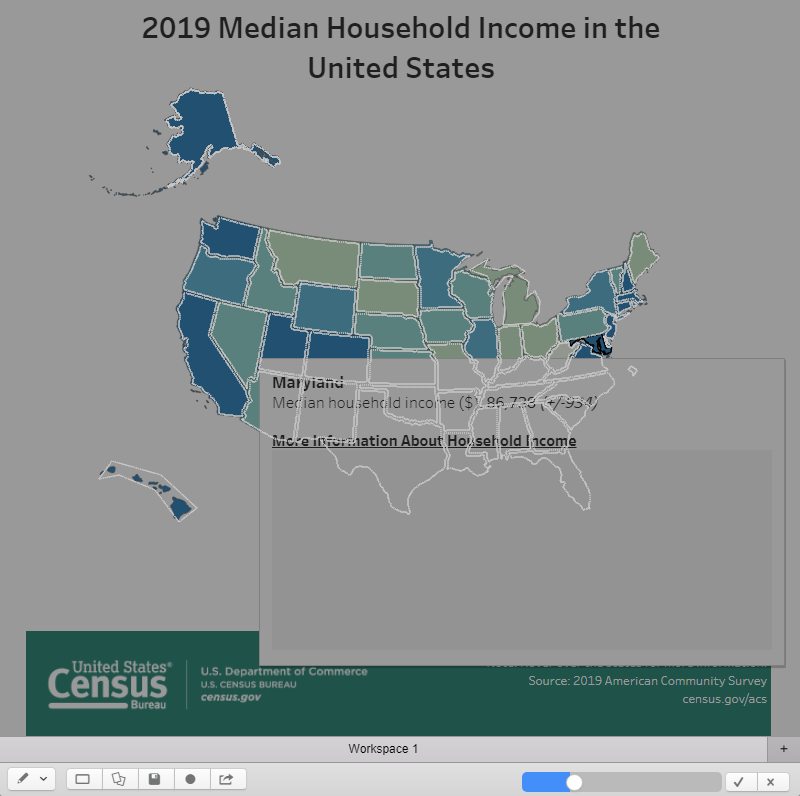 2019 Median Household Income in the
United States
Maryland
Median household income ($): 86,738 (+/-934)
More Information About Household Income
United States®
Census
Bureau
U.S. Department of Commerce
U.S. CENSUS BUREAU
census.gov
Source: 2019 American Community Survey
census.gov/acs
Workspace 1
+